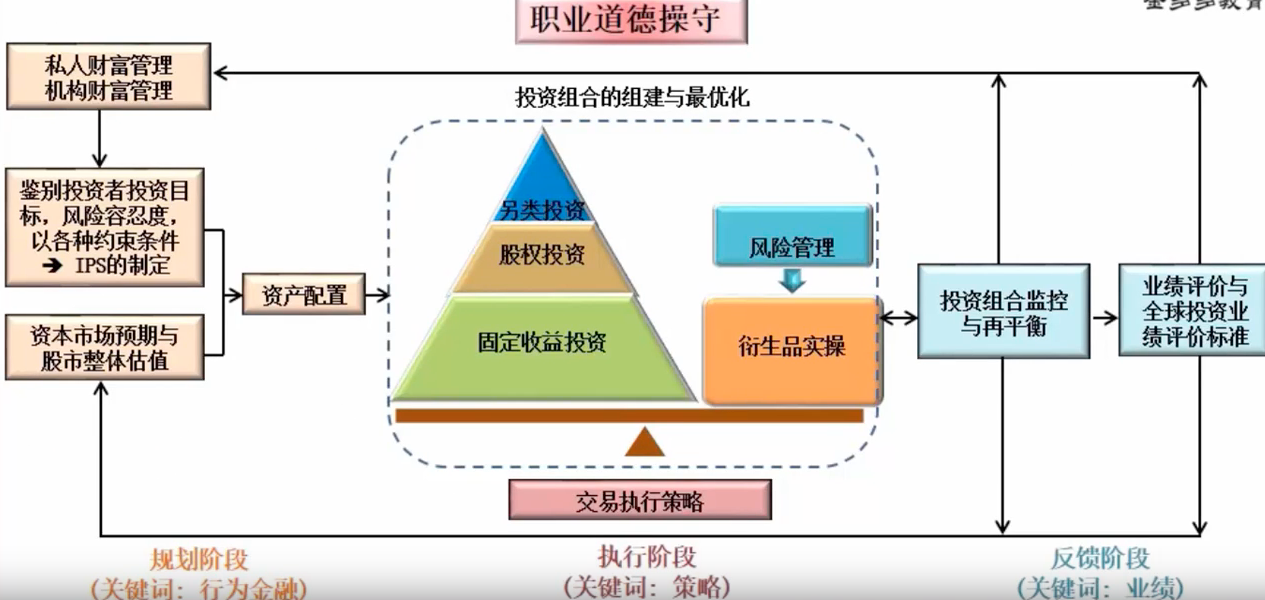 职业道德操守
金多多教育
私人财富管理
机构财富管理
投资组合的组建与最优化
鉴别投资者投资目
标，风险容忍度，
以各种约束条件
➔ IPS的制定
资产配置
资本市场预期与
股市整体估值
另类投资
股权投资
固定收益投资
风险管理
衍生品实操
投资组合监控
与再平衡
业绩评价与
全球投资业
绩评价标准
交易执行策略
规划阶段
(关键词：行为金融)
执行阶段
(关键词：策略)
反馈阶段
(关键词：业绩)